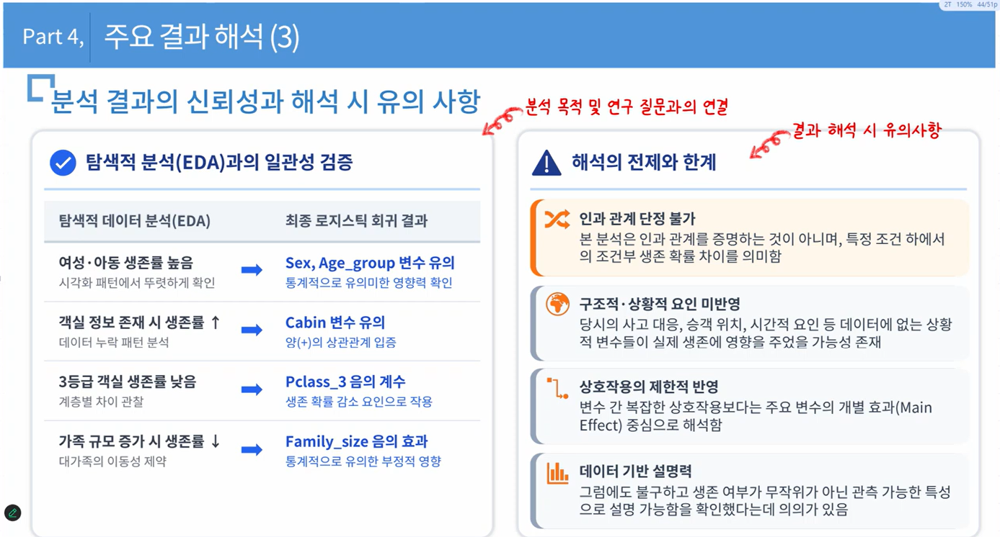 2T 150% 44/51p
Part 4, 주요 결과 해석 (3)
분석 결과의 신뢰성과 해석 시 유의 사항
분석 목적 및 연구 질문과의 연결
결과 해석 시 유의사항
탐색적 분석(EDA)과의 일관성 검증
탐색적 데이터 분석(EDA) 최종 로지스틱 회귀 결과
여성·아동 생존률 높음 Sex, Age_group 변수 유의
시각화 패턴에서 뚜렷하게 확인 통계적으로 유의미한 영향력 확인
객실 정보 존재 시 생존률 ↑ Cabin 변수 유의
데이터 누락 패턴 분석 양(+)의 상관관계 입증
3등급 객실 생존률 낮음 Pclass_3 음의 계수
계층별 차이 관찰 생존 확률 감소 요인으로 작용
가족 규모 증가 시 생존률 ↓ Family_size 음의 효과
대가족의 이동성 제약 통계적으로 유의한 부정적 영향
해석의 전제와 한계
인과 관계 단정 불가
본 분석은 인과 관계를 증명하는 것이 아니며, 특정 조건 하에서
의 조건부 생존 확률 차이를 의미함
구조적·상황적 요인 미반영
당시의 사고 대응, 승객 위치, 시간적 요인 등 데이터에 없는 상황
적 변수들이 실제 생존에 영향을 주었을 가능성 존재
상호작용의 제한적 반영
변수 간 복잡한 상호작용보다는 주요 변수의 개별 효과(Main
Effect) 중심으로 해석함
데이터 기반 설명력
그럼에도 불구하고 생존 여부가 무작위가 아닌 관측 가능한 특성
으로 설명 가능함을 확인했다는데 의의가 있음